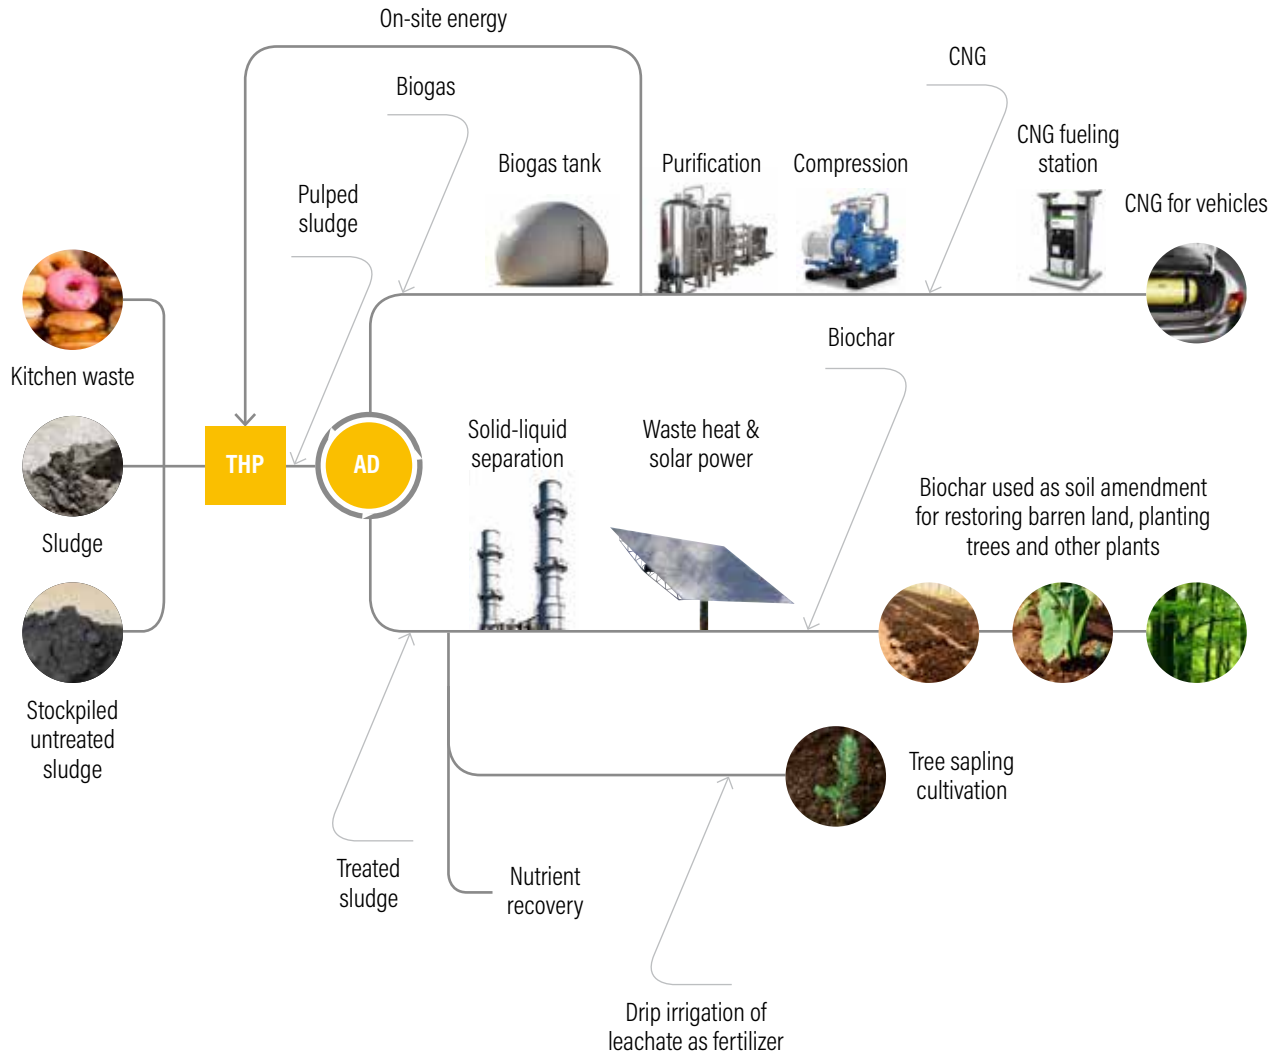 On-site energy
Biogas
CNG
Pulped
sludge
Biogas tank
Purification
Compression
CNG fueling
station
CNG for vehicles
Kitchen waste
Biochar
THP
AD
Solid-liquid
separation
Waste heat &
solar power
Sludge
Biochar used as soil amendment
for restoring barren land, planting
trees and other plants
Stockpiled
untreated
sludge
Tree sapling
cultivation
Treated
sludge
Nutrient
recovery
Drip irrigation of
leachate as fertilizer